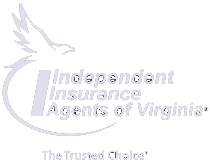 Independent
Insurance
Agents of Virginia®
The Trusted Choice®